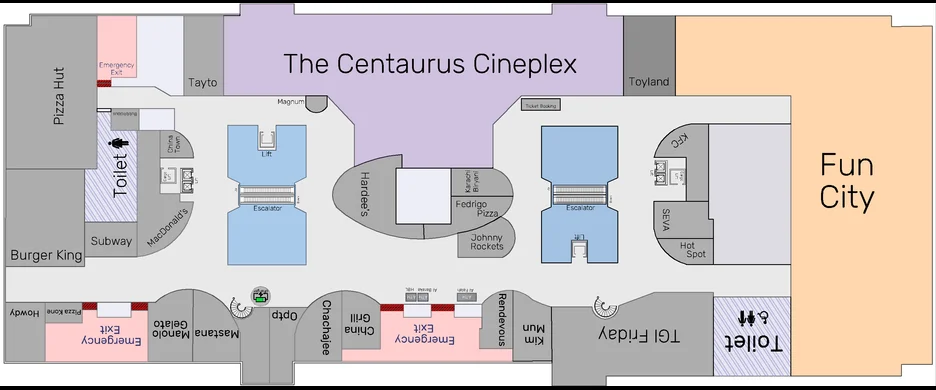 The Centaurus Cineplex
Emergency
Exit
Tayto
Toyland
Pizza Hut
Magnum
Ticket Booking
China
Town
Toilet
Lift
KFC
Fun
City
Hardee's
Karachi
Biryani
Fedrigo
Pizza
Johnny
Rockets
Escalator
Escalator
MacDonald's
Subway
Burger King
SEVA
Hot
Spot
Lift
Howdy
Pizza Kone
Emergency
Exit
Manolo
Gelato
Mastana
Optp
Chachajee
China
Grill
Emergency
Exit
Rendevous
Kim
Mun
TGI Friday
Toilet